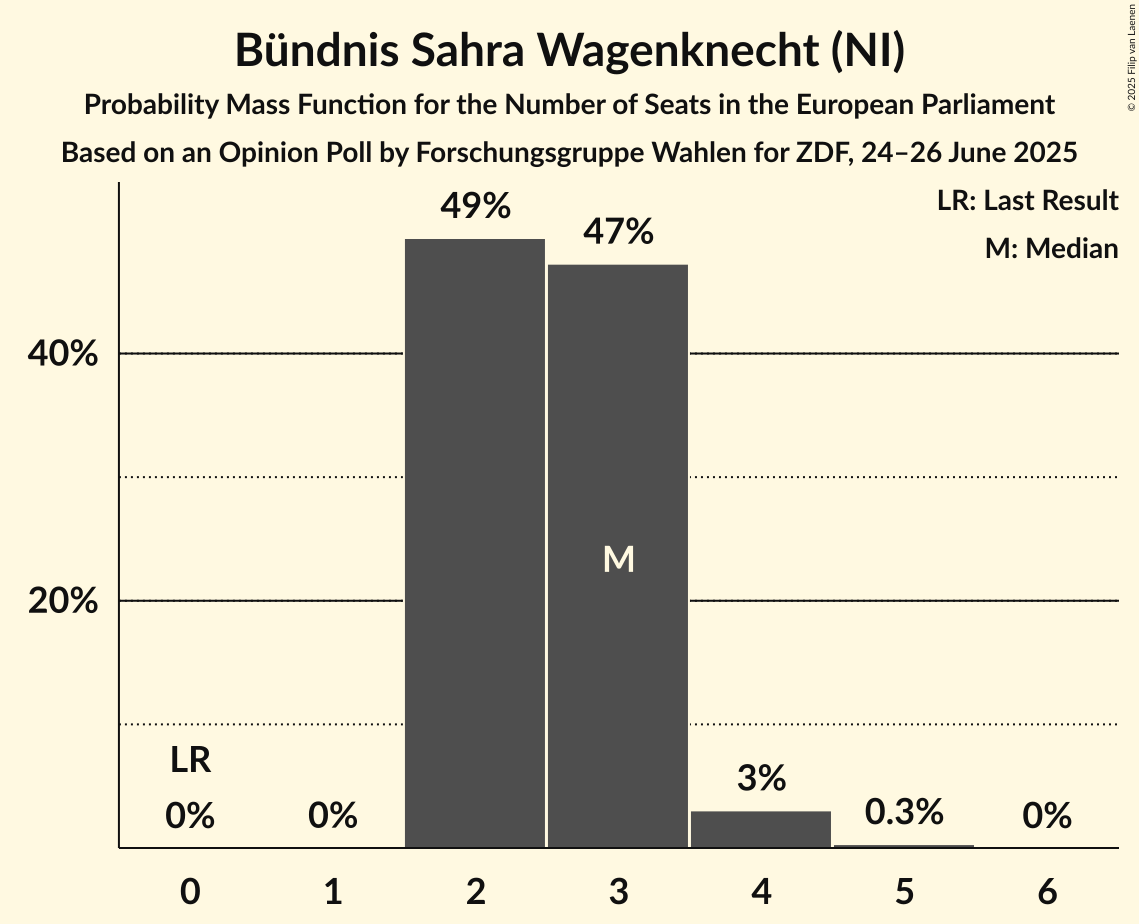 Bündnis Sahra Wagenknecht (NI)
Probability Mass Function for the Number of Seats in the European Parliament
Based on an Opinion Poll by Forschungsgruppe Wahlen for ZDF, 24–26 June 2025
© 2025 Filip van Laenen
LR: Last Result
M: Median
49%
47%
40%
M
20%
LR
0%
0%
3%
0.3%
0%
0
1
2
3
4
5
6